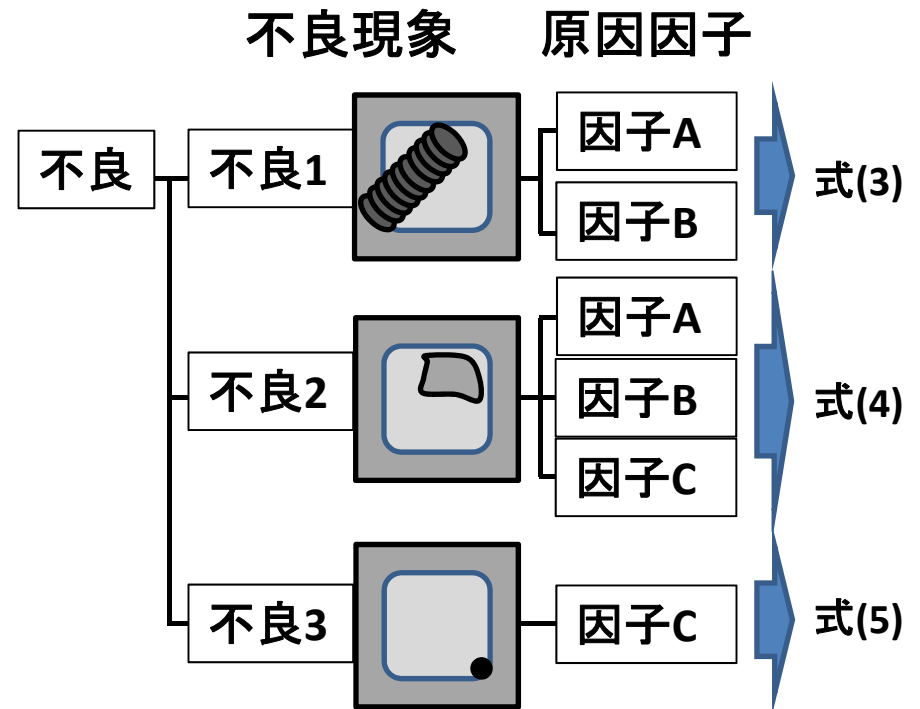 不良現象
原因因子
不良
不良1
因子A
因子B
式(3)
不良2
因子A
因子B
因子C
式(4)
不良3
因子C
式(5)